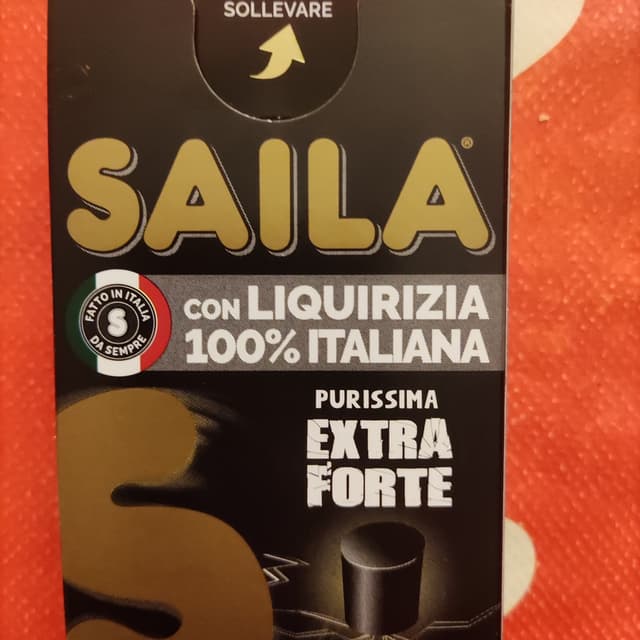 SOLLEVARE
SAILA®
FATTO IN ITALIA
S
DA SEMPRE
CON LIQUIRIZIA
100% ITALIANA
PURISSIMA
EXTRA
FORTE
S